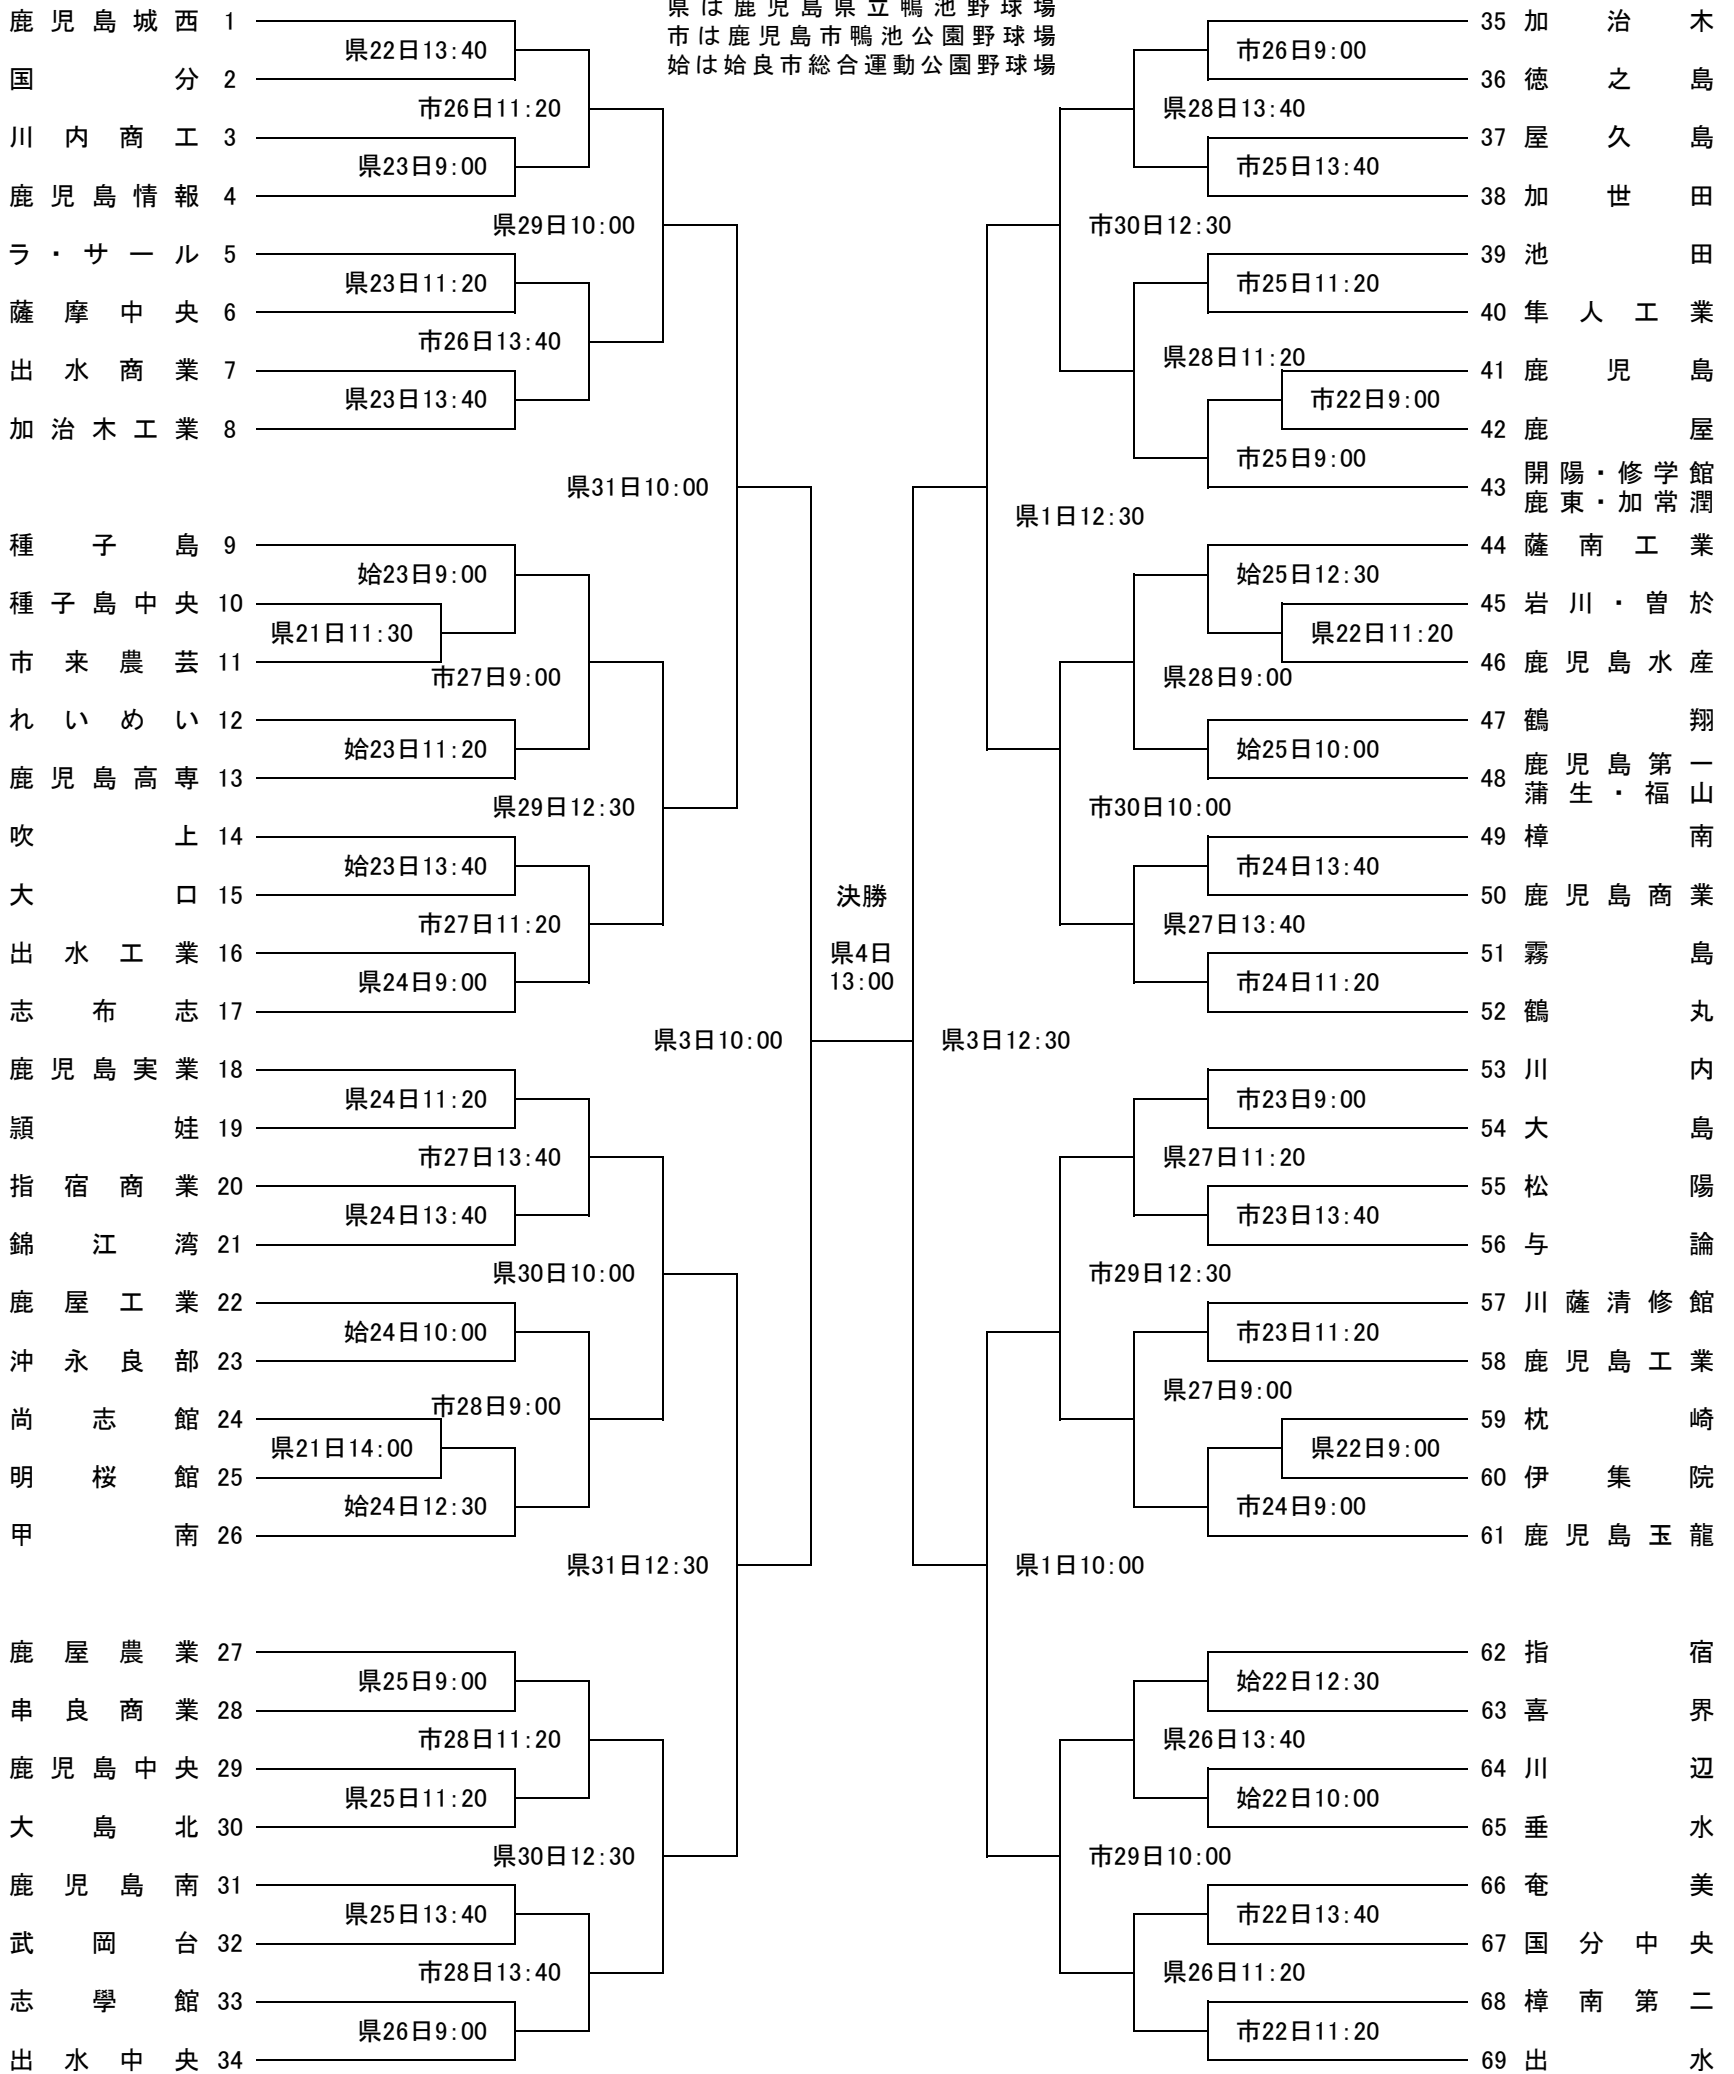 県は鹿児島県立鴨池野球場
市は鹿児島市鴨池公園野球場
姶は姶良市総合運動公園野球場
鹿児島城西 1
県22日13:40
国分 2
市26日11:20
川内商工 3
県23日9:00
鹿児島情報 4
県29日10:00
ラ・サール 5
県23日11:20
薩摩中央 6
市26日13:40
出水商業 7
県23日13:40
加治木工業 8
県31日10:00
種子島 9
姶23日9:00
種子島中央 10
県21日11:30
市来農芸 11
市27日9:00
れいめい 12
姶23日11:20
鹿児島高専 13
県29日12:30
吹上 14
姶23日13:40
大口 15
市27日11:20
出水工業 16
県24日9:00
志布志 17
県3日10:00
鹿児島実業 18
県24日11:20
頴娃 19
市27日13:40
指宿商業 20
県24日13:40
錦江湾 21
県30日10:00
鹿屋工業 22
姶24日10:00
沖永良部 23
市28日9:00
尚志館 24
県21日14:00
明桜館 25
姶24日12:30
甲南 26
県31日12:30
鹿屋農業 27
県25日9:00
串良商業 28
市28日11:20
鹿児島中央 29
県25日11:20
大島北 30
県30日12:30
鹿児島南 31
県25日13:40
武岡台 32
市28日13:40
志學館 33
県26日9:00
出水中央 34
決勝
県4日
13:00
35 加治木
市26日9:00
36 徳之島
県28日13:40
37 屋久島
市25日13:40
38 加世田
市30日12:30
39 池田
市25日11:20
40 隼人工業
県28日11:20
41 鹿児島
市22日9:00
42 鹿屋
市25日9:00
43 開陽・修学館
鹿東・加常潤
県1日12:30
44 薩南工業
姶25日12:30
45 岩川・曽於
県22日11:20
46 鹿児島水産
県28日9:00
47 鶴翔
姶25日10:00
48 鹿児島第一
蒲生・福山
市30日10:00
49 樟南
市24日13:40
50 鹿児島商業
県27日13:40
51 霧島
市24日11:20
52 鶴丸
県3日12:30
53 川内
市23日9:00
54 大島
県27日11:20
55 松陽
市23日13:40
56 与論
市29日12:30
57 川薩清修館
市23日11:20
58 鹿児島工業
県27日9:00
59 枕崎
県22日9:00
60 伊集院
市24日9:00
61 鹿児島玉龍
県1日10:00
62 指宿
姶22日12:30
63 喜界
県26日13:40
64 川辺
姶22日10:00
65 垂水
市29日10:00
66 奄美
市22日13:40
67 国分中央
県26日11:20
68 樟南第二
市22日11:20
69 出水